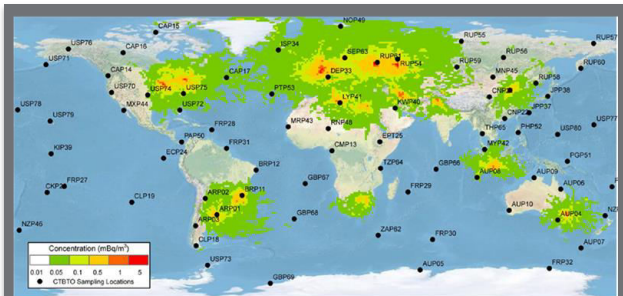 CAP15
NOP49
USP76
CAP16
ISP34
SEP63
RUP61
RUP54
RUP55
RUP57
USP71
CAP14
CAP17
DEP33
RUP59
RUP56
MNP45
RUP58
RUP60
USP70
USP74
USP75
PTP53
LYP41
KWP40
JPP38
USP78
MXP44
USP72
JPP37
USP79
FRP28
MRP43
RNP48
CNP22
PHP52
USP80
USP77
PAP50
EPT25
THP65
KIP39
ECP24
FRP31
CMP13
MYP42
PGP51
BRP12
TZP64
GBP66
FRP27
GBP67
AUP08
AUP09
AUP06
CLP19
ARP02
BRP11
FRP29
AUP10
ARP01
GBP68
AUP04
NZP46
ARP03
ZAP62
FRP30
CLP18
AUP07
USP73
AUP05
FRP32
GBP69
Concentration (mBq/m³)
0.01 0.05 0.1 0.5 1 5
CTBTO Sampling Locations